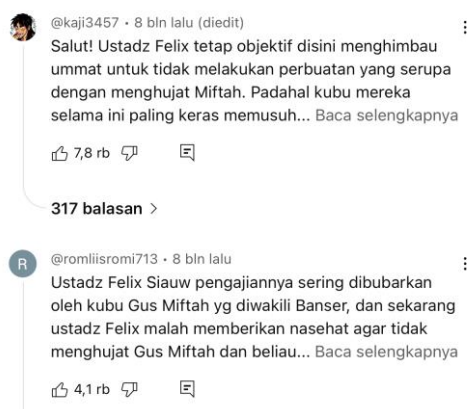 @kaji3457 • 8 bln lalu (diedit)
Salut! Ustadz Felix tetap objektif disini menghimbau
ummat untuk tidak melakukan perbuatan yang serupa
dengan menghujat Miftah. Padahal kubu mereka
selama ini paling keras memusuh... Baca selengkapnya
7,8 rb
317 balasan >
R
@romliisromi713 • 8 bln lalu
Ustadz Felix Siauw pengajiannya sering dibubarkan
oleh kubu Gus Miftah yg diwakili Banser, dan sekarang
ustadz Felix malah memberikan nasehat agar tidak
menghujat Gus Miftah dan beliau... Baca selengkapnya
4,1 rb